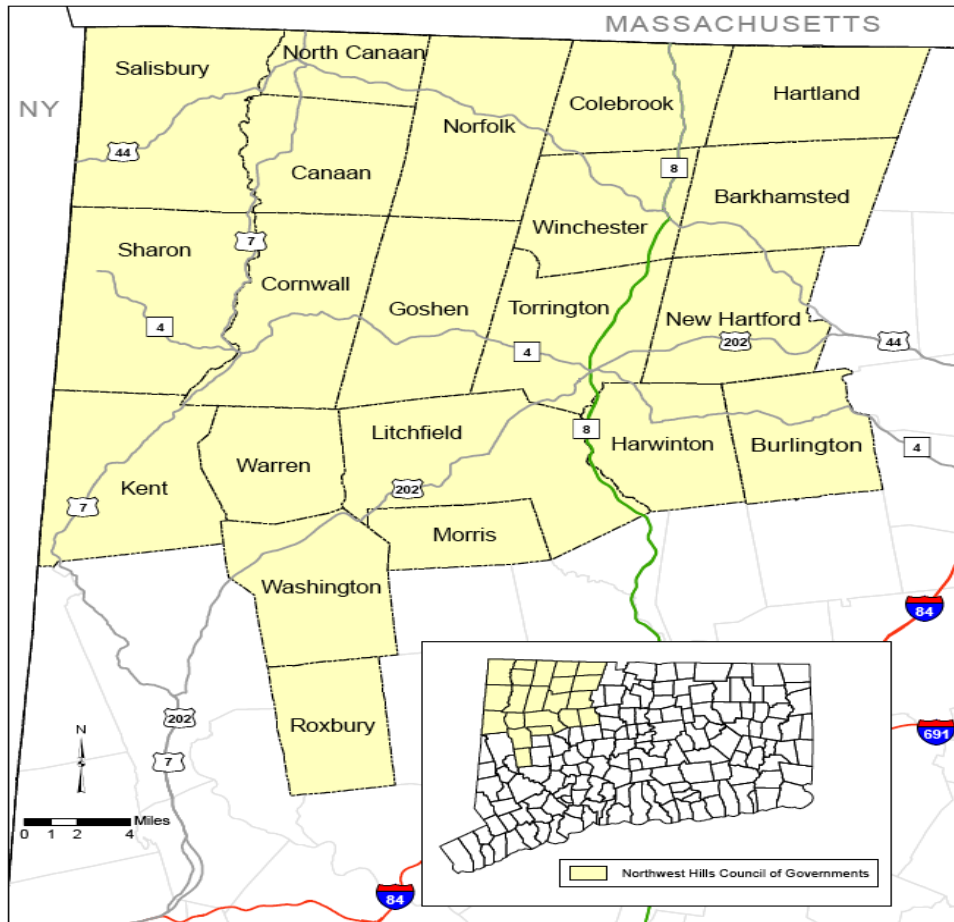 MASSACHUSETTS
North Canaan
Salisbury
Colebrook
Hartland
NY
Norfolk
44
Canaan
8
Barkhamsted
Winchester
Sharon
7
Cornwall
Goshen
Torrington
New Hartford
4
4
202
44
Litchfield
8
Harwinton
Burlington
4
Warren
Kent
202
7
Morris
Washington
84
Roxbury
202
691
N
7
Miles
0 2 4
84
Northwest Hills Council of Governments